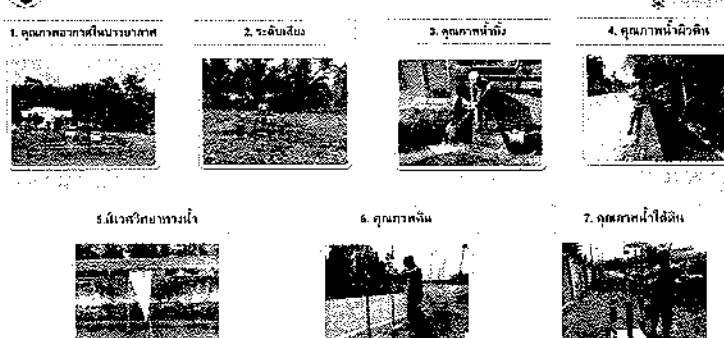 1. คุณภาพอากาศในบรรยากาศ
2. ระดับเสียง
3. คุณภาพน้ำทิ้ง
4. คุณภาพน้ำผิวดิน
5.นิเวศวิทยาทางน้ำ
6. คุณภาพดิน
7. คุณภาพน้ำใต้ดิน